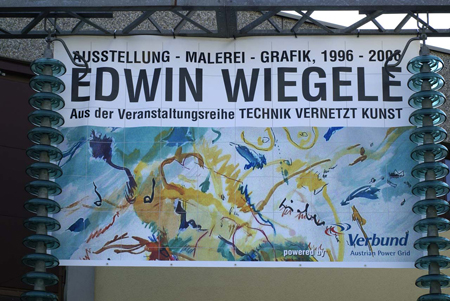 AUSSTELLUNG - MALEREI - GRAFIK, 1996 - 2006
EDWIN WIEGELE
Aus der Veranstaltungsreihe TECHNIK VERNETZT KUNST
powered by
Verbund
Austrian Power Grid